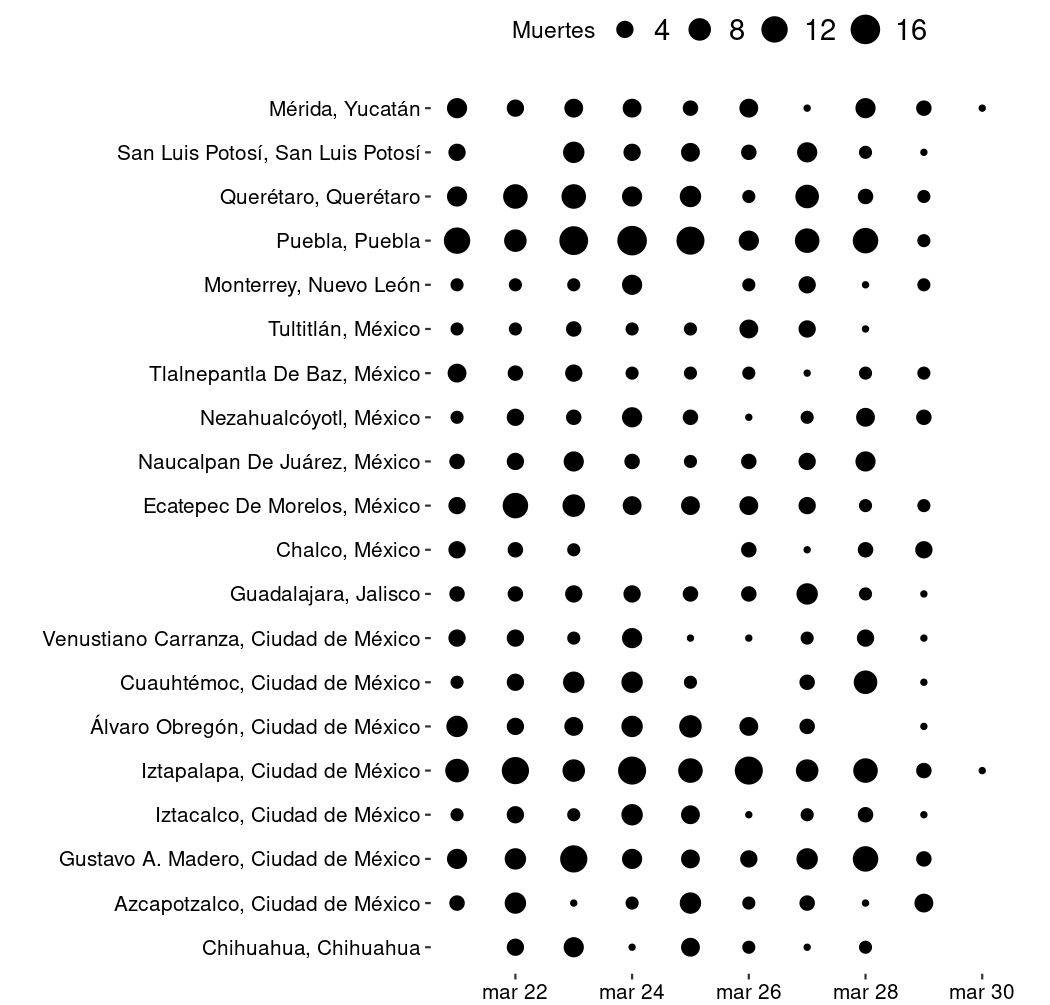 Muertes 4 8 12 16
Mérida, Yucatán
San Luis Potosí, San Luis Potosí
Querétaro, Querétaro
Puebla, Puebla
Monterrey, Nuevo León
Tultitlán, México
Tlalnepantla De Baz, México
Nezahualcóyotl, México
Naucalpan De Juárez, México
Ecatepec De Morelos, México
Chalco, México
Guadalajara, Jalisco
Venustiano Carranza, Ciudad de México
Cuauhtémoc, Ciudad de México
Álvaro Obregón, Ciudad de México
Iztapalapa, Ciudad de México
Iztacalco, Ciudad de México
Gustavo A. Madero, Ciudad de México
Azcapotzalco, Ciudad de México
Chihuahua, Chihuahua
mar 22 mar 24 mar 26 mar 28 mar 30